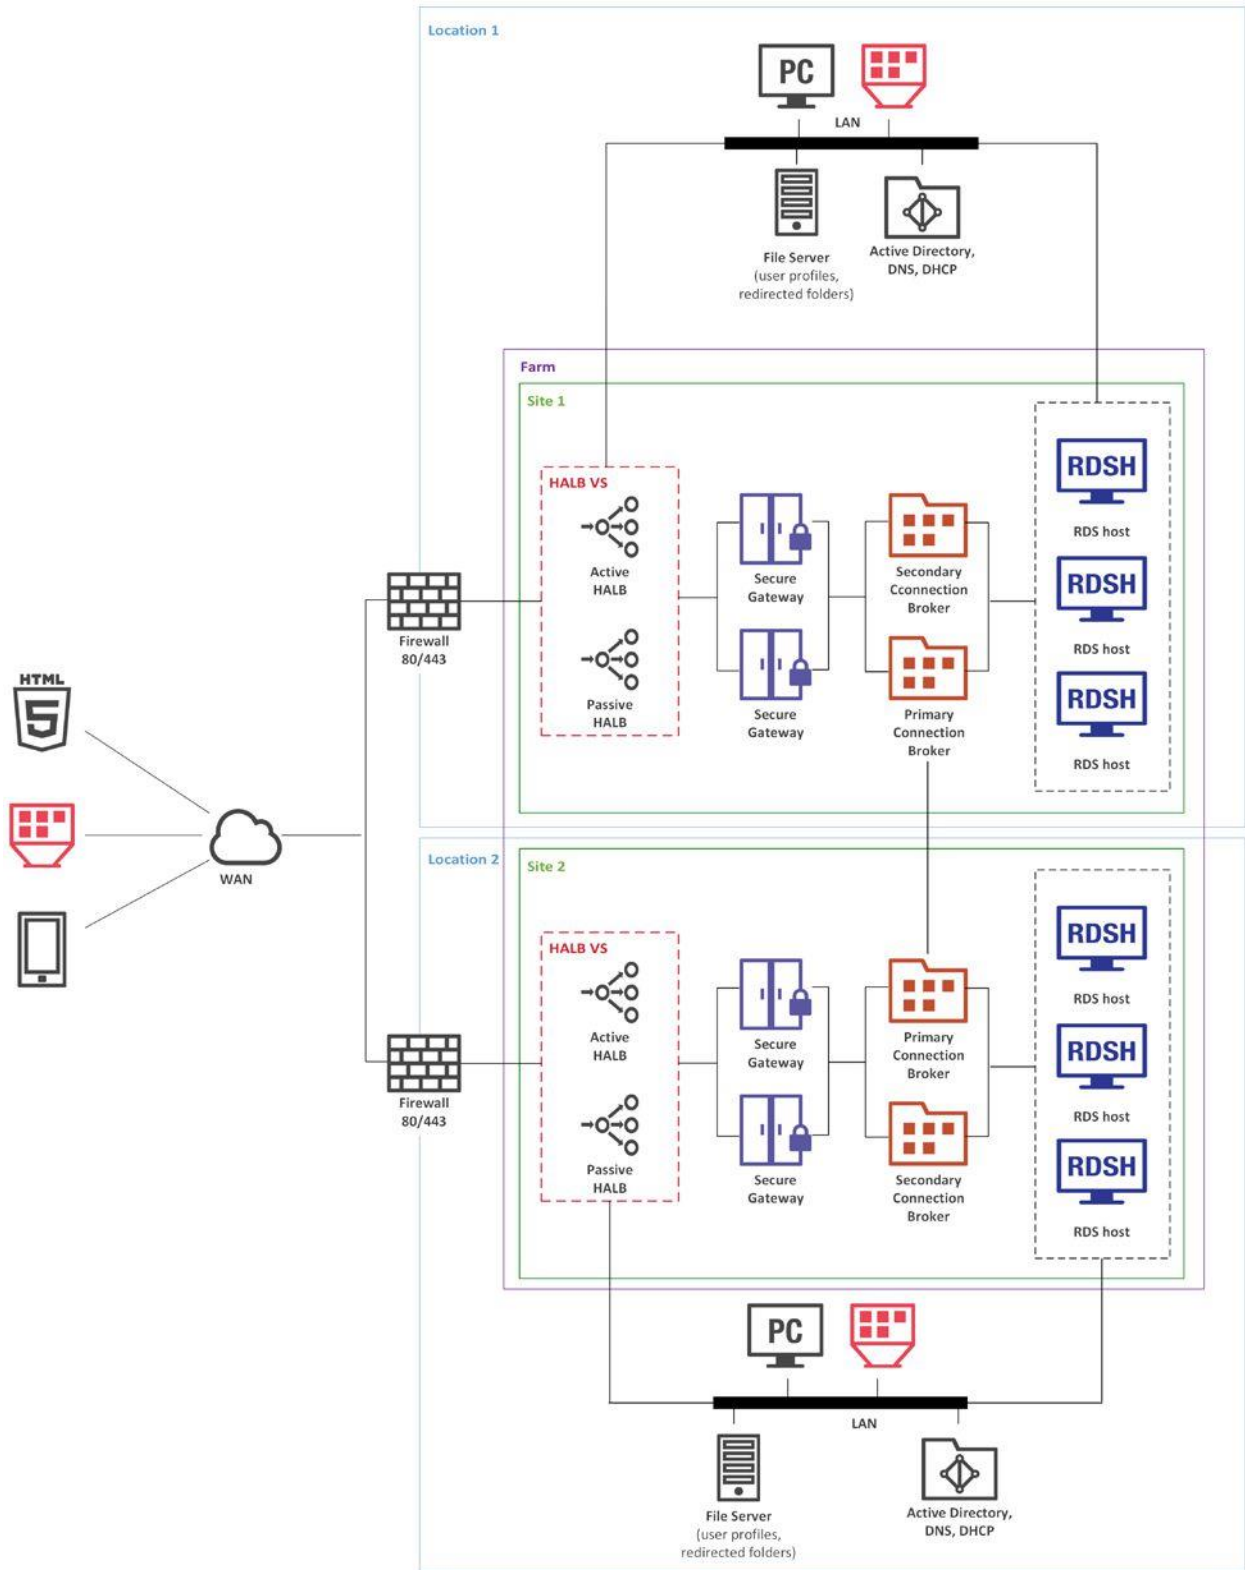 Location 1
PC
LAN
File Server
(user profiles,
redirected folders)
Active Directory,
DNS, DHCP
Farm
Site 1
HALB VS
Active
HALB
Passive
HALB
Secure
Gateway
Secure
Gateway
Secondary
Cconnection
Broker
Primary
Connection
Broker
RDSH
RDS host
RDSH
RDS host
RDSH
RDS host
Firewall
80/443
HTML
5
WAN
Location 2
Site 2
HALB VS
Active
HALB
Passive
HALB
Secure
Gateway
Secure
Gateway
Primary
Connection
Broker
Secondary
Connection
Broker
RDSH
RDS host
RDSH
RDS host
RDSH
RDS host
Firewall
80/443
PC
LAN
File Server
(user profiles,
redirected folders)
Active Directory,
DNS, DHCP